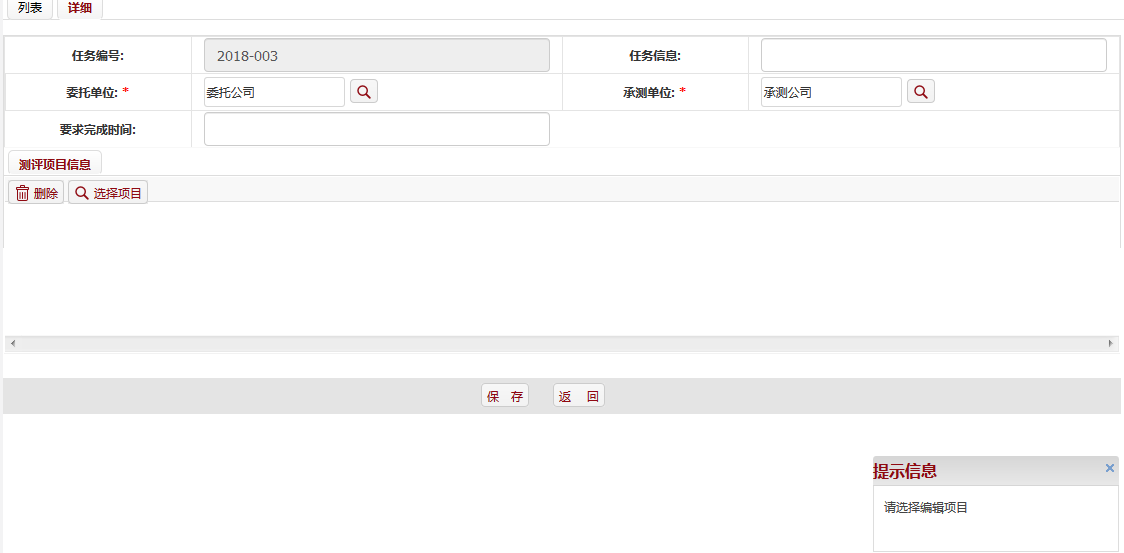 列表 详细
任务编号: 2018-003 任务信息:
委托单位: * 委托公司 承测单位: * 承测公司
要求完成时间:
测评项目信息
删除 选择项目
保 存 返 回
提示信息
请选择编辑项目